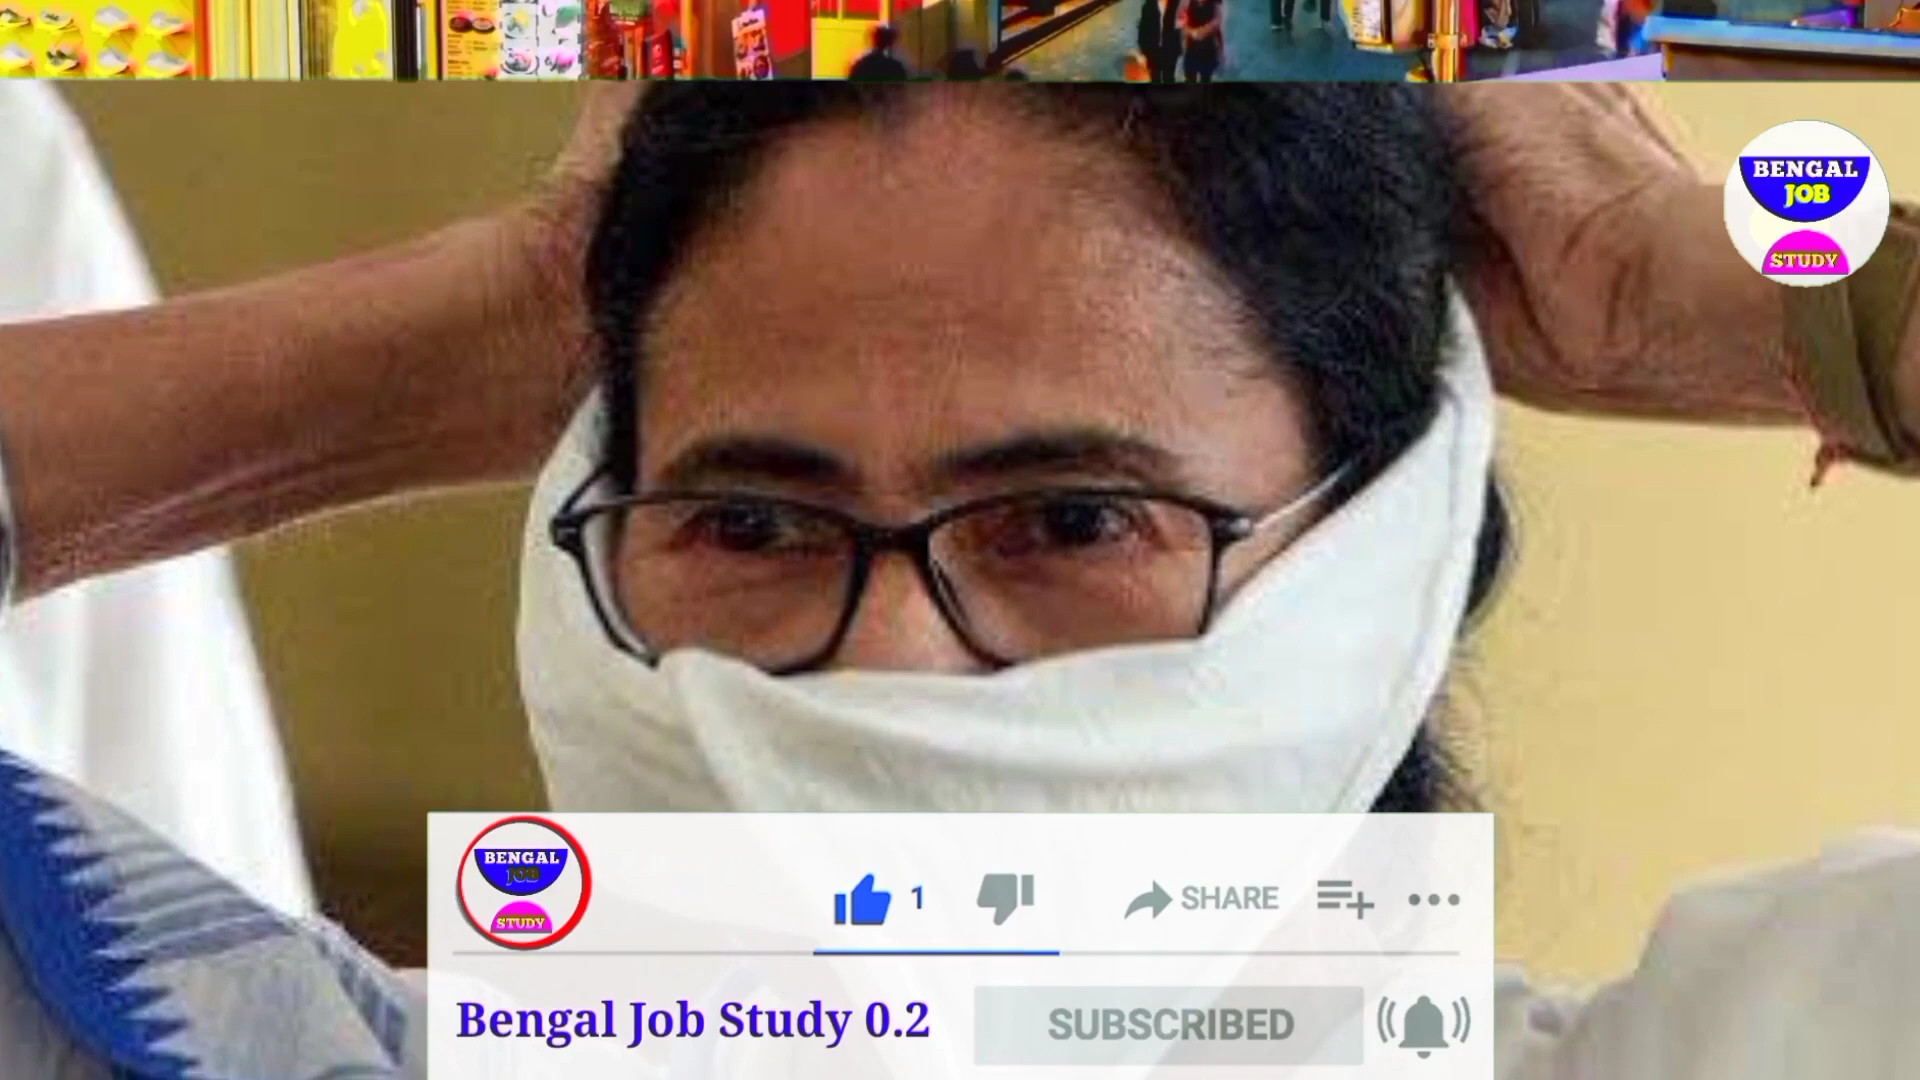 BENGAL
JOB
STUDY
BENGAL
JOB
STUDY
1
SHARE
Bengal Job Study 0.2
SUBSCRIBED